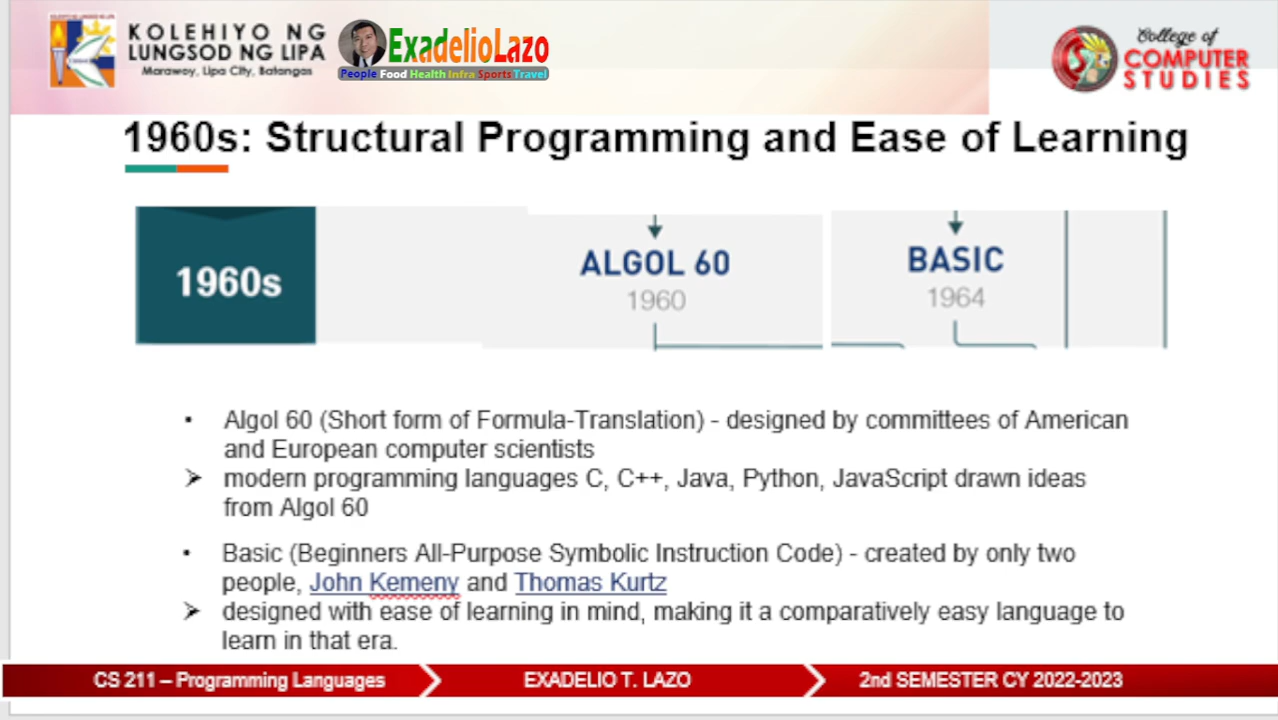 KOLEHIYO NG
LUNGSOD NG LIPA
Marawoy, Lipa City, Batangas
ExadelioLazo
People Food Health Infra Sports Travel
College of
COMPUTER
STUDIES
1960s: Structural Programming and Ease of Learning
1960s
ALGOL 60
1960
BASIC
1964
• Algol 60 (Short form of Formula-Translation) - designed by committees of American
and European computer scientists
➢ modern programming languages C, C++, Java, Python, JavaScript drawn ideas
from Algol 60
• Basic (Beginners All-Purpose Symbolic Instruction Code) - created by only two
people, John Kemeny and Thomas Kurtz
➢ designed with ease of learning in mind, making it a comparatively easy language to
learn in that era.
CS 211 – Programming Languages
EXADELIO T. LAZO
2nd SEMESTER CY 2022-2023